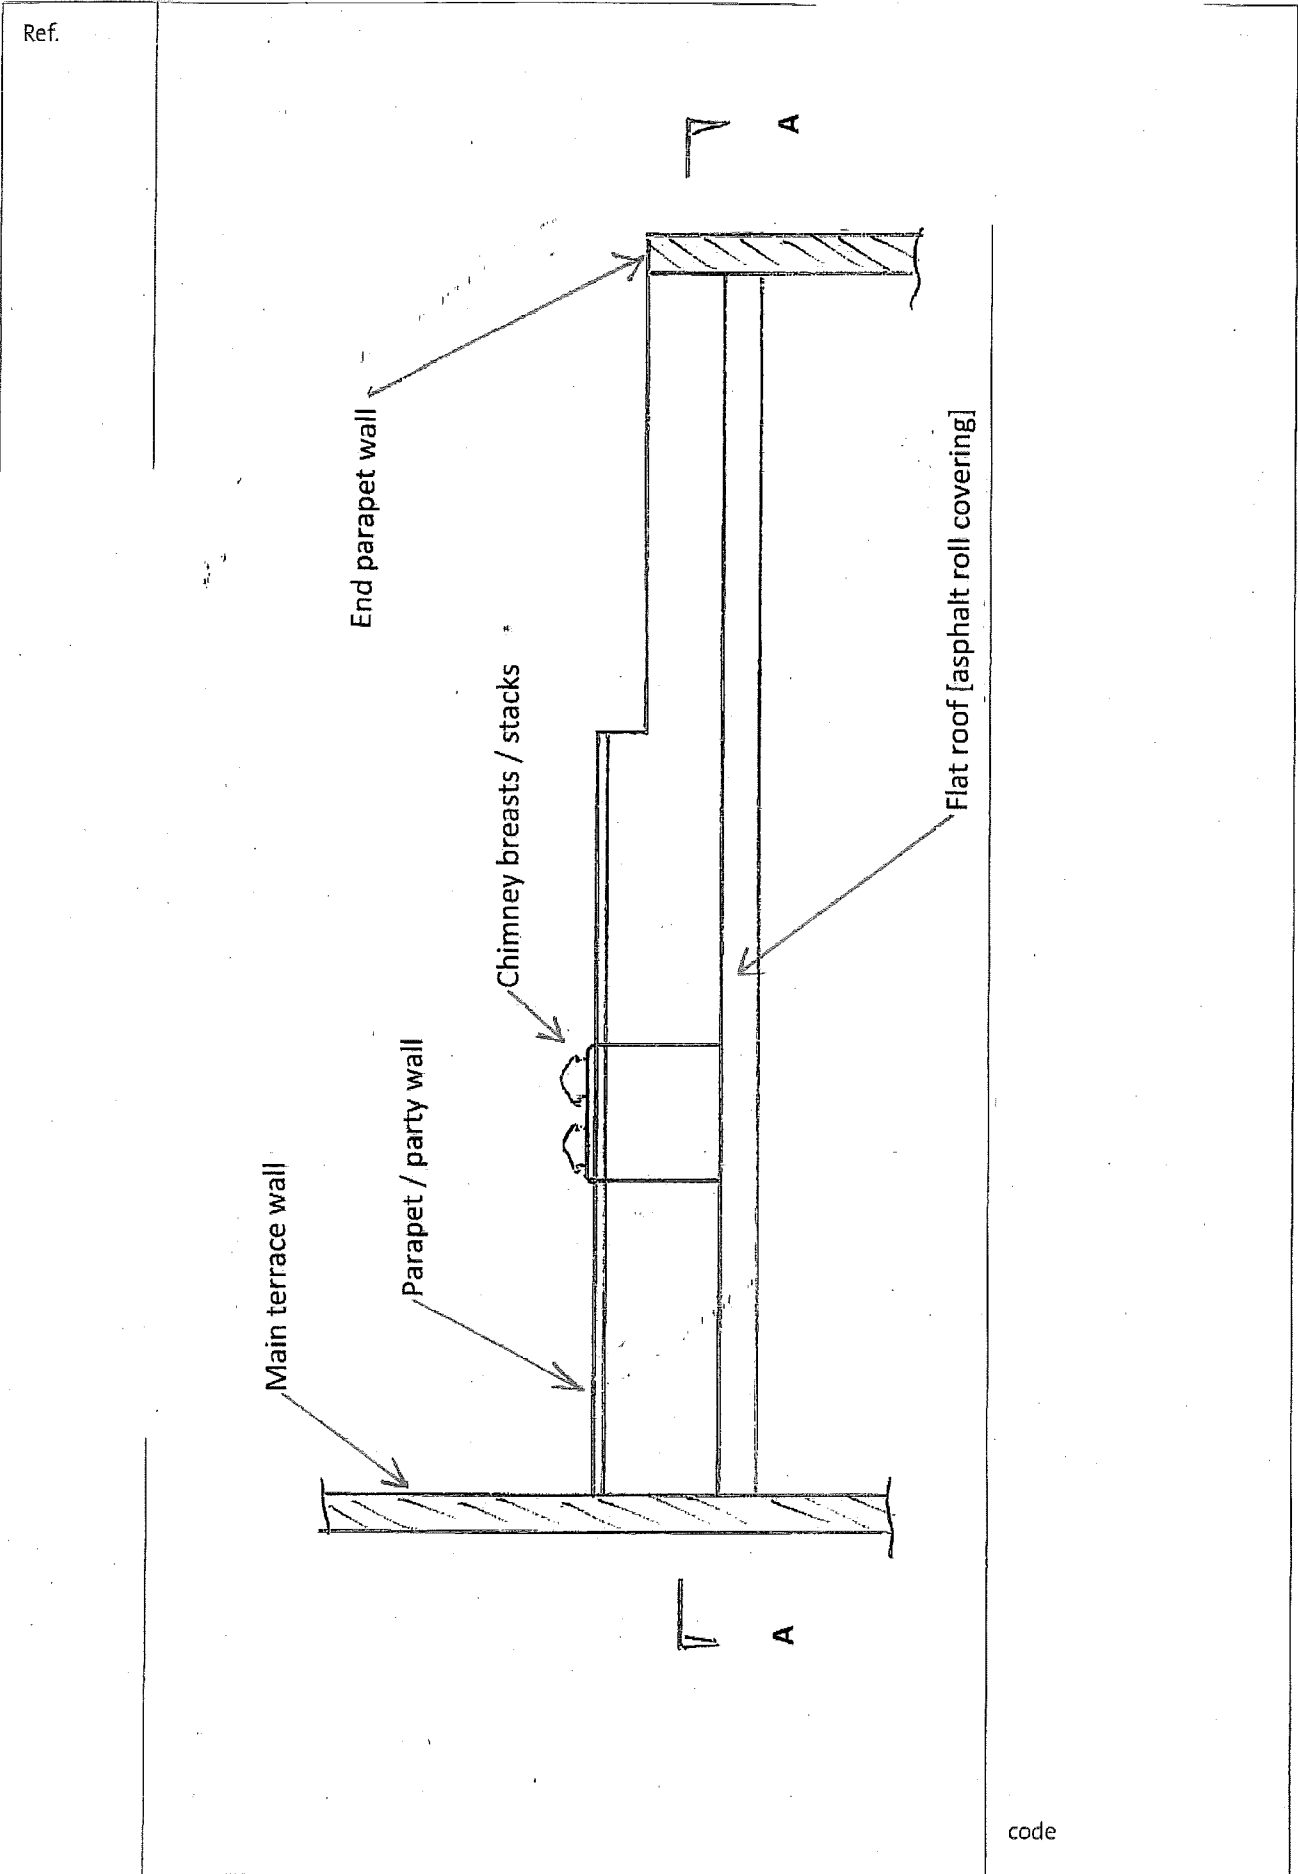 Ref.
A
End parapet wall
Chimney breasts / stacks
Parapet / party wall
Main terrace wall
Flat roof [asphalt roll covering]
A
code